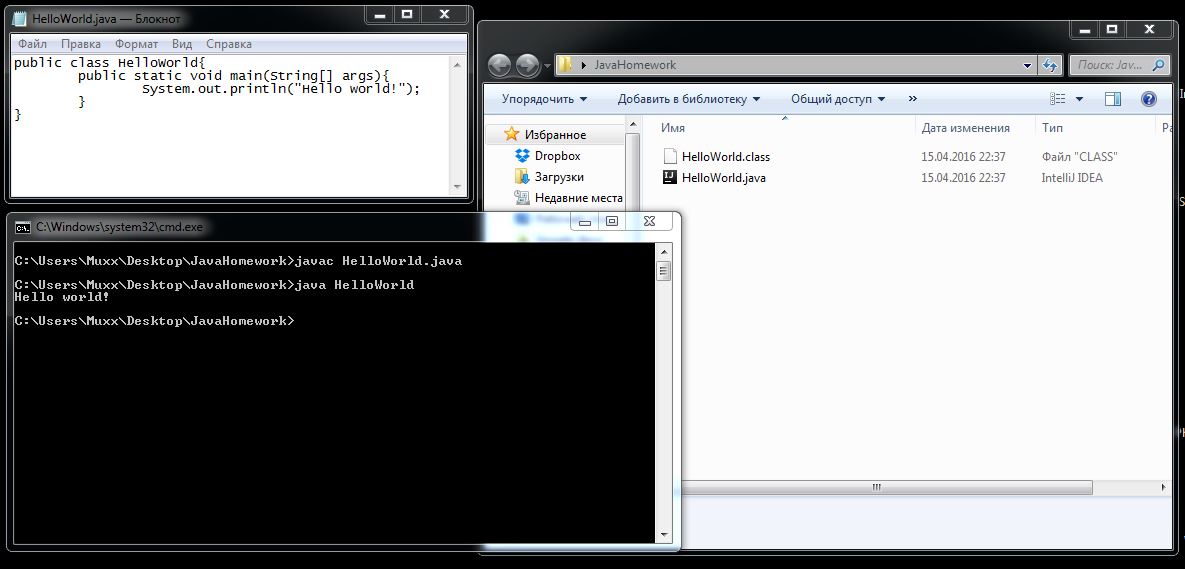 HelloWorld.java — Блокнот
Файл Правка Формат Вид Справка
public class HelloWorld{
public static void main(String[] args){
System.out.println("Hello world!");
}
}
JavaHomework
Поиск: Jav...
Упорядочить Добавить в библиотеку Общий доступ »
Избранное
Dropbox
Загрузки
Недавние места
Имя Дата изменения Тип Ра
HelloWorld.class 15.04.2016 22:37 Файл "CLASS"
HelloWorld.java 15.04.2016 22:37 IntelliJ IDEA
C:\Windows\system32\cmd.exe
C:\Users\Muxx\Desktop\JavaHomework>javac HelloWorld.java
C:\Users\Muxx\Desktop\JavaHomework>java HelloWorld
Hello world!
C:\Users\Muxx\Desktop\JavaHomework>